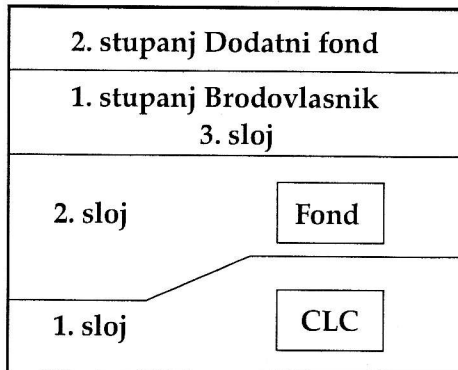 2. stupanj Dodatni fond
1. stupanj Brodovlasnik
3. sloj
2. sloj
Fond
1. sloj
CLC